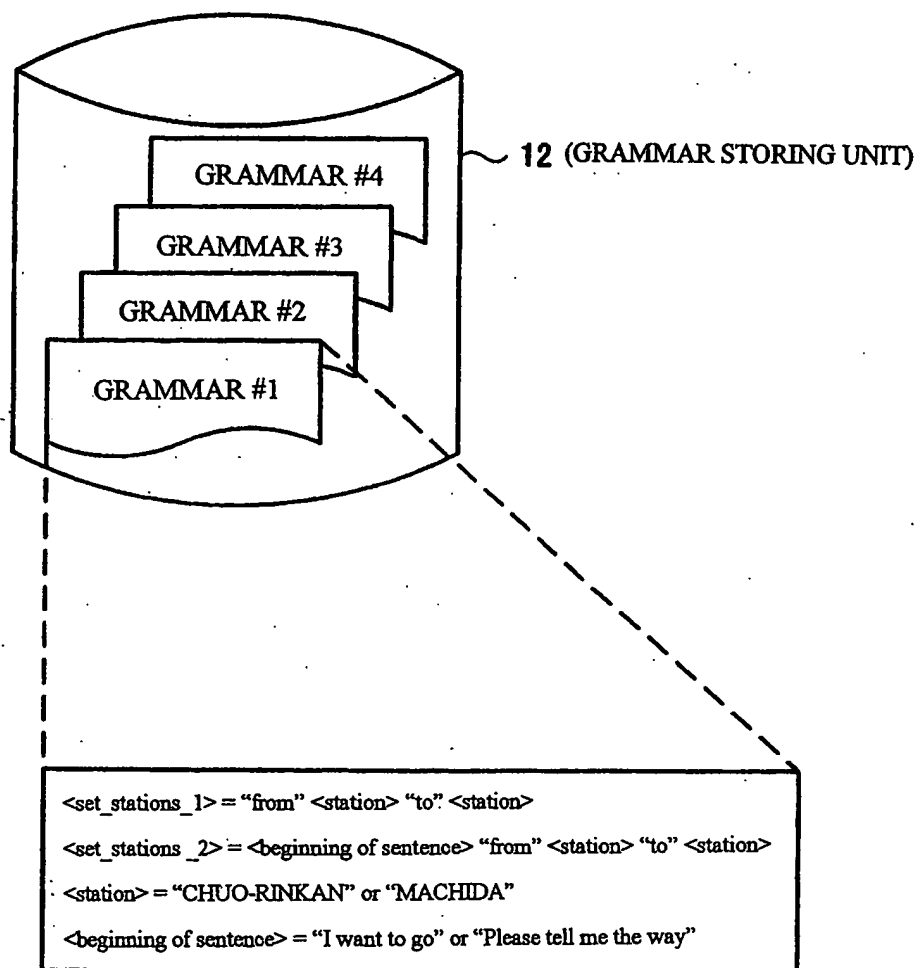 12 (GRAMMAR STORING UNIT)
GRAMMAR #4
GRAMMAR #3
GRAMMAR #2
GRAMMAR #1
<set_stations_1> = “from” <station> “to” <station>
<set_stations _2> = <beginning of sentence> “from” <station> “to” <station>
<station> = “CHUO-RINKAN” or “MACHIDA”
<beginning of sentence> = “I want to go” or “Please tell me the way”